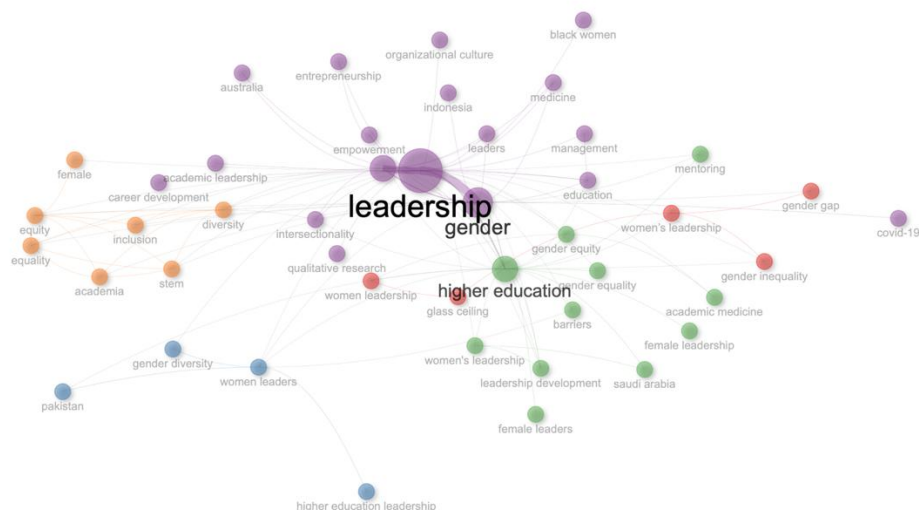 black women
organizational culture
entrepreneurship
australia
medicine
indonesia
empowerment
leaders
management
mentoring
female
academic leadership
career development
education
gender gap
leadership
equity
inclusion
diversity
intersectionality
gender
women's leadership
covid-19
equality
gender equity
qualitative research
gender inequality
academia
stem
women leadership
higher education
gender equality
glass ceiling
academic medicine
barriers
female leadership
gender diversity
women leaders
women's leadership
leadership development
saudi arabia
pakistan
female leaders
higher education leadership